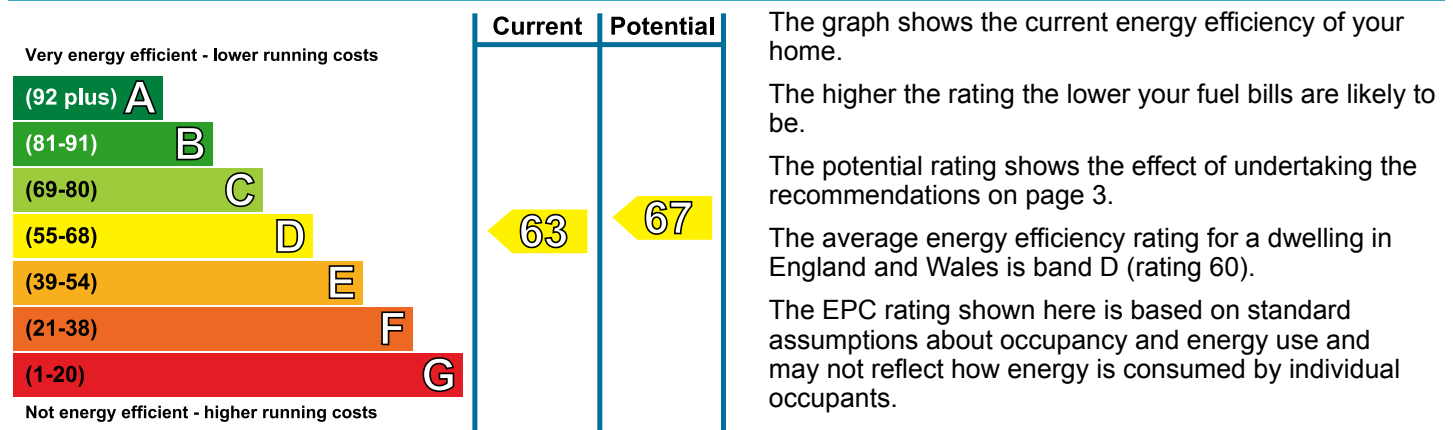 Current Potential
Very energy efficient - lower running costs
(92 plus) A
(81-91) B
(69-80) C
(55-68) D
(39-54) E
(21-38) F
(1-20) G
Not energy efficient - higher running costs
63
67
The graph shows the current energy efficiency of your
home.
The higher the rating the lower your fuel bills are likely to
be.
The potential rating shows the effect of undertaking the
recommendations on page 3.
The average energy efficiency rating for a dwelling in
England and Wales is band D (rating 60).
The EPC rating shown here is based on standard
assumptions about occupancy and energy use and
may not reflect how energy is consumed by individual
occupants.